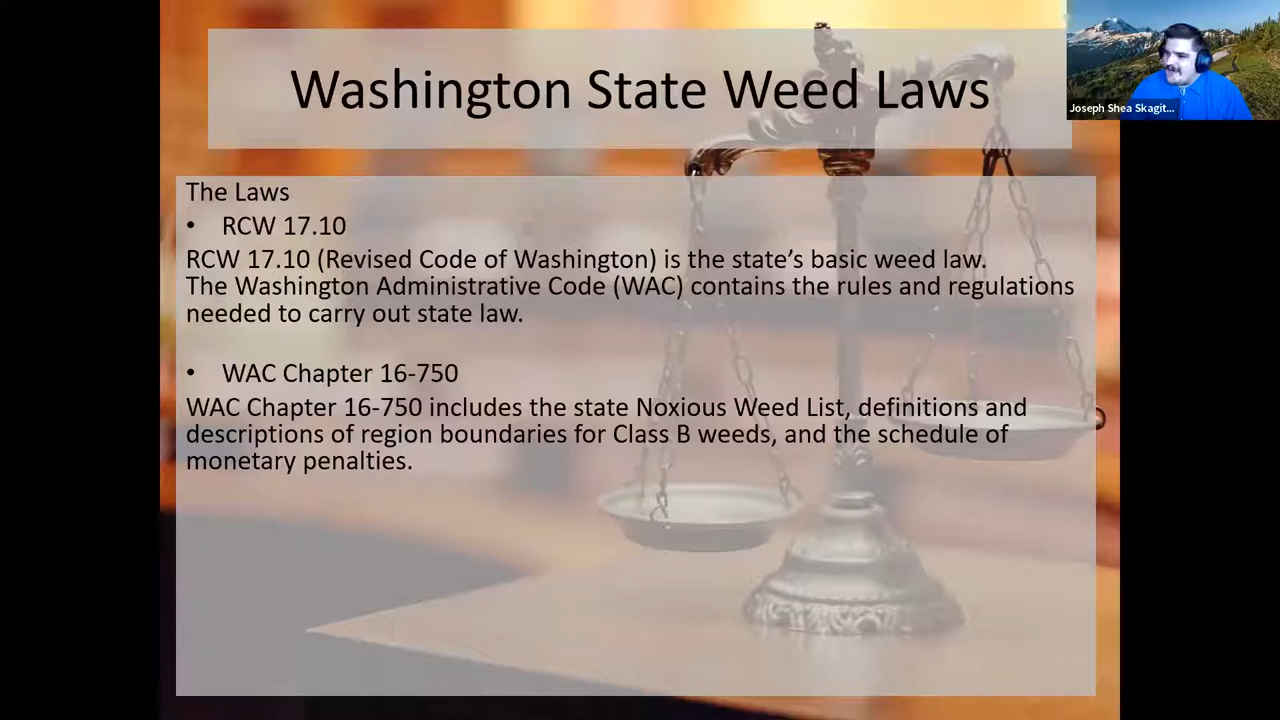 Washington State Weed Laws
Joseph Shea Skagit...
The Laws
• RCW 17.10
RCW 17.10 (Revised Code of Washington) is the state’s basic weed law.
The Washington Administrative Code (WAC) contains the rules and regulations
needed to carry out state law.
• WAC Chapter 16-750
WAC Chapter 16-750 includes the state Noxious Weed List, definitions and
descriptions of region boundaries for Class B weeds, and the schedule of
monetary penalties.